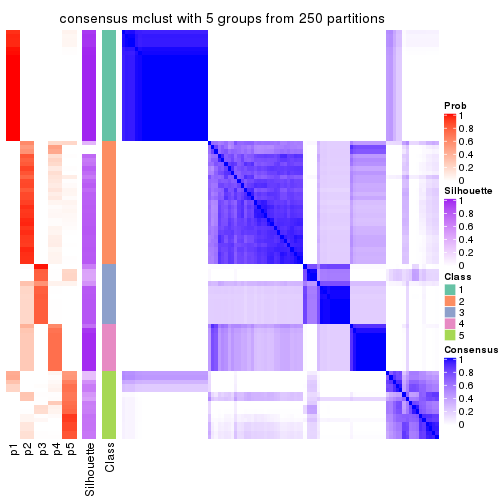 consensus mclust with 5 groups from 250 partitions
Prob
1
0.8
0.6
0.4
0.2
0
Silhouette
1
0.8
0.6
0.4
0.2
0
Class
1
2
3
4
5
Consensus
1
0.8
0.6
0.4
0.2
0
p1
p2
p3
p4
p5
Silhouette
Class